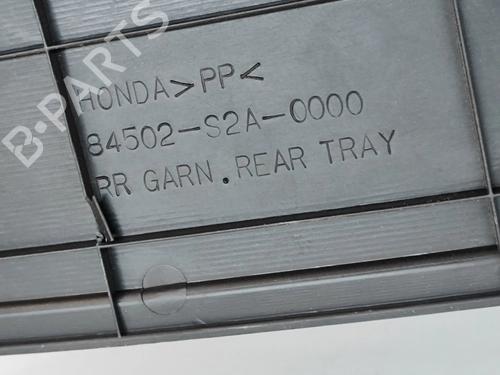 B-PARTS
HONDA >PP<
84502-S2A-0000
RR GARN. REAR TRAY